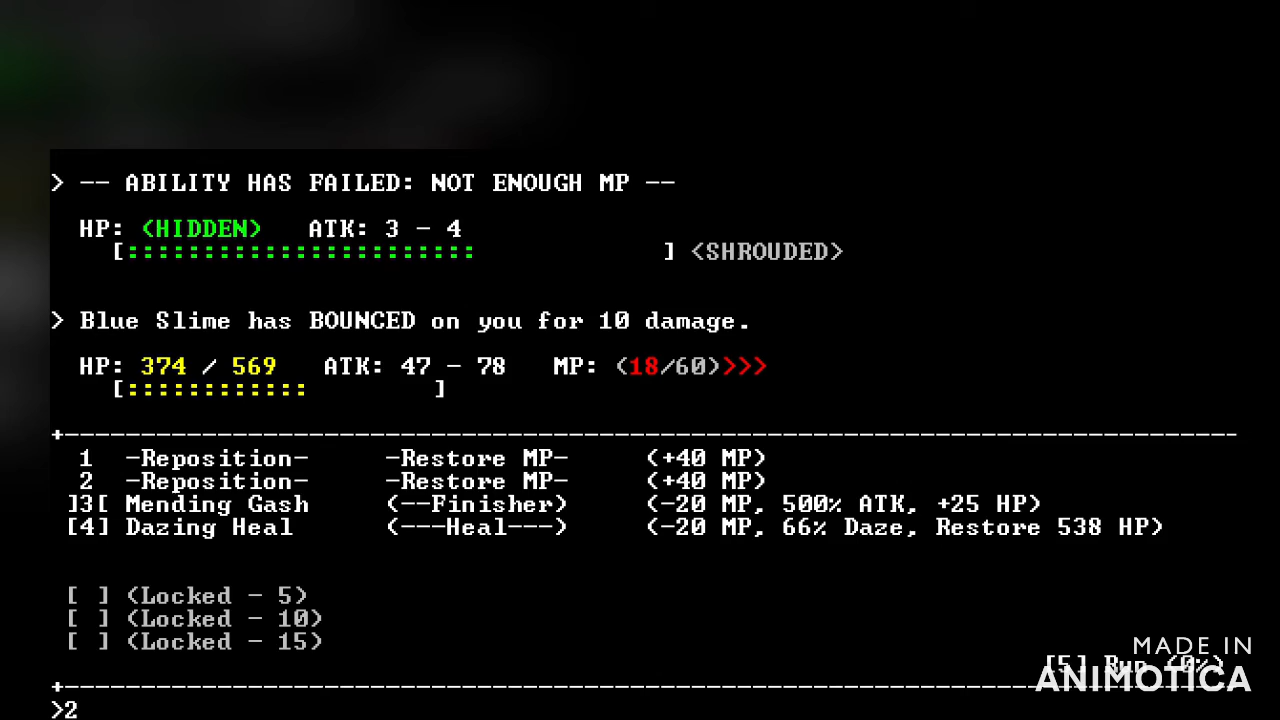 > -- ABILITY HAS FAILED: NOT ENOUGH MP --
HP: <HIDDEN> ATK: 3 - 4
[:::::::::::::::::::::::                         ] <SHROUDED>
> Blue Slime has BOUNCED on you for 10 damage.
HP: 374 / 569 ATK: 47 - 78 MP: (18/60)>>>
[::::::::::::         ]
+----------------------------------------------------------------------------
1 -Reposition- -Restore MP- (+40 MP)
2 -Reposition- -Restore MP- (+40 MP)
]3[ Mending Gash (--Finisher) (-20 MP, 500% ATK, +25 HP)
[4] Dazing Heal (---Heal---) (-20 MP, 66% Daze, Restore 538 HP)
[ ] (Locked - 5)
[ ] (Locked - 10)
[ ] (Locked - 15)
[5] Run (0%)
MADE IN
ANIMOTICA
+----------------------------------------------------------------------------
>2